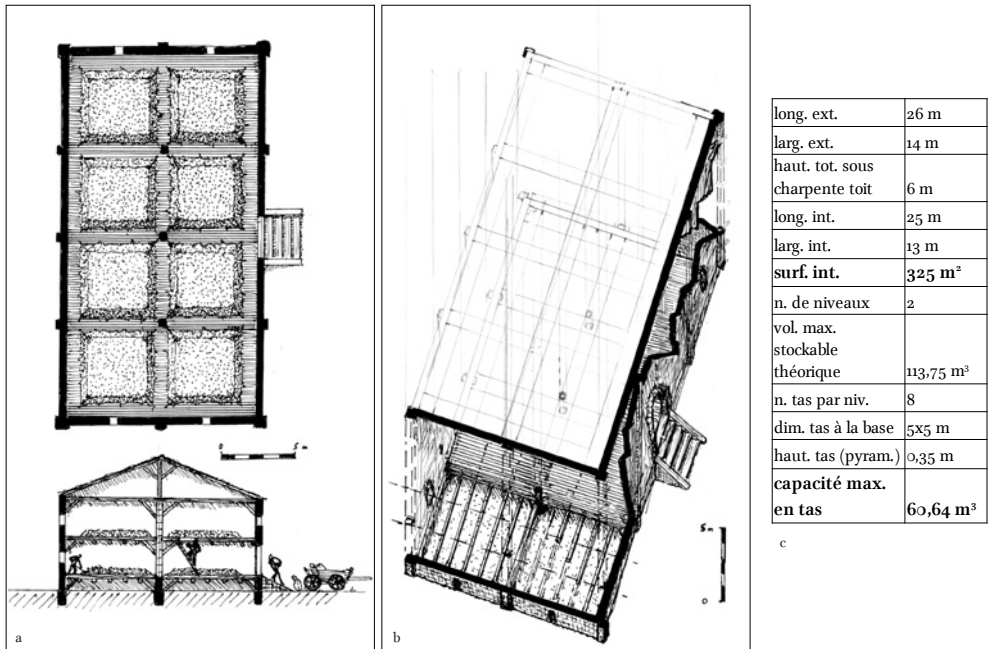 0 5 m
a
5 m
0
b
long. ext. 26 m
larg. ext. 14 m
haut. tot. sous
charpente toit 6 m
long. int. 25 m
larg. int. 13 m
surf. int. 325 m²
n. de niveaux 2
vol. max.
stockable
théorique 113,75 m³
n. tas par niv. 8
dim. tas à la base 5x5 m
haut. tas (pyram.) 0,35 m
capacité max.
en tas 60,64 m³
c